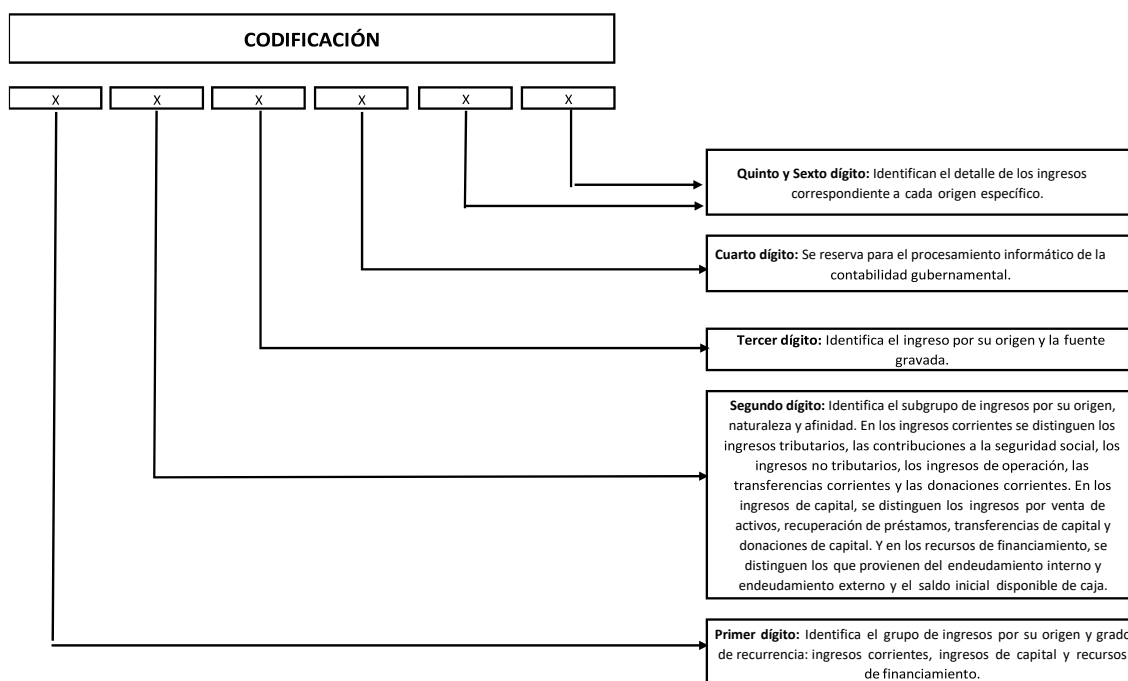 CODIFICACIÓN
X X X X X X
Quinto y Sexto dígito: Identifican el detalle de los ingresos
correspondiente a cada origen específico.
Cuarto dígito: Se reserva para el procesamiento informático de la
contabilidad gubernamental.
Tercer dígito: Identifica el ingreso por su origen y la fuente
gravada.
Segundo dígito: Identifica el subgrupo de ingresos por su origen,
naturaleza y afinidad. En los ingresos corrientes se distinguen los
ingresos tributarios, las contribuciones a la seguridad social, los
ingresos no tributarios, los ingresos de operación, las
transferencias corrientes y las donaciones corrientes. En los
ingresos de capital, se distinguen los ingresos por venta de
activos, recuperación de préstamos, transferencias de capital y
donaciones de capital. Y en los recursos de financiamiento, se
distinguen los que provienen del endeudamiento interno y
endeudamiento externo y el saldo inicial disponible de caja.
Primer dígito: Identifica el grupo de ingresos por su origen y grado
de recurrencia: ingresos corrientes, ingresos de capital y recursos
de financiamiento.